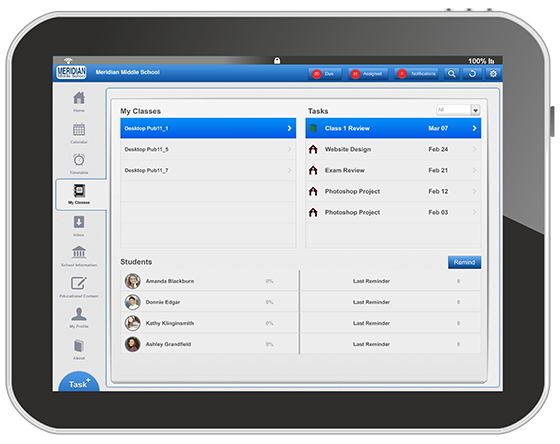 100%
MERIDIAN
Middle School
Meridian Middle School
Due
Assigned
Notifications
Home
Calendar
Timetable
My Classes
Inbox
School Information
Educational Content
My Profile
About
Task+
My Classes
Desktop Pub11_1
Desktop Pub11_5
Desktop Pub11_7
Tasks
All
Class 1 Review Mar 07
Website Design Feb 24
Exam Review Feb 21
Photoshop Project Feb 12
Photoshop Project Feb 03
Students
Remind
Amanda Blackburn 0% Last Reminder 0
Donnie Edgar 0% Last Reminder 0
Kathy Klinginsmith 0% Last Reminder 0
Ashley Grandfield 0% Last Reminder 0